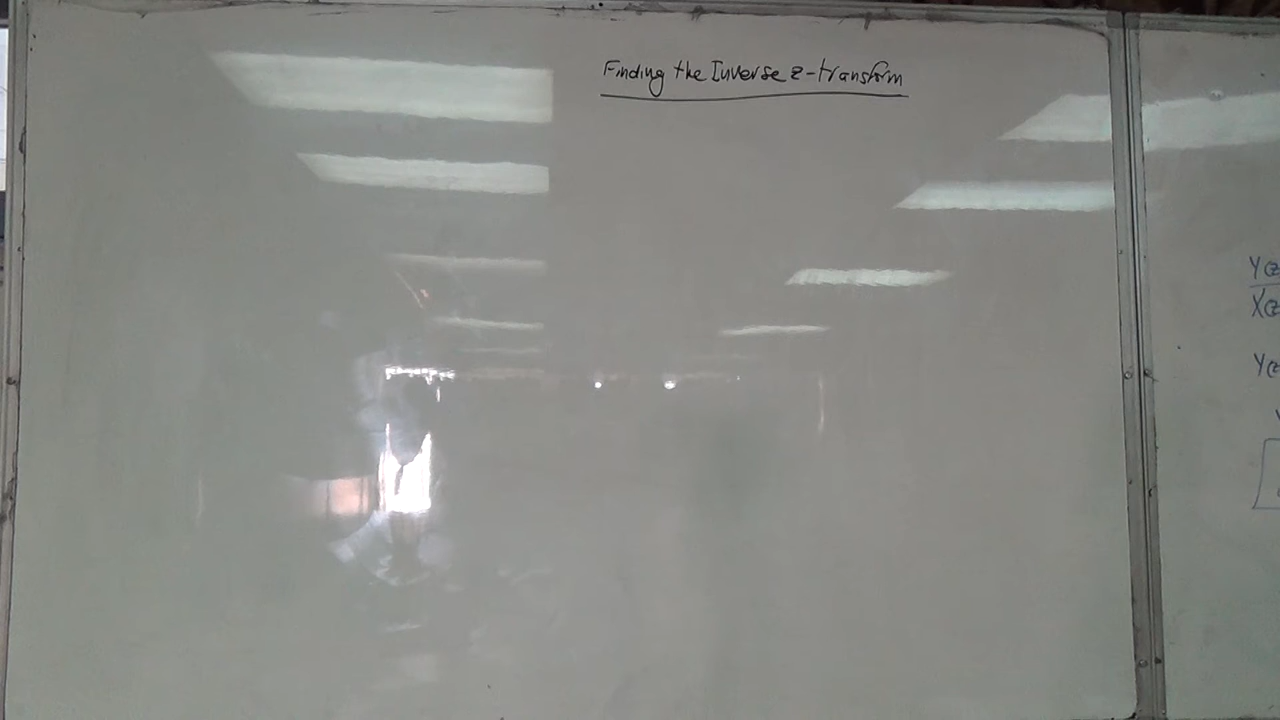 Finding the Inverse z-transform
Y(z
X(z
Y(z